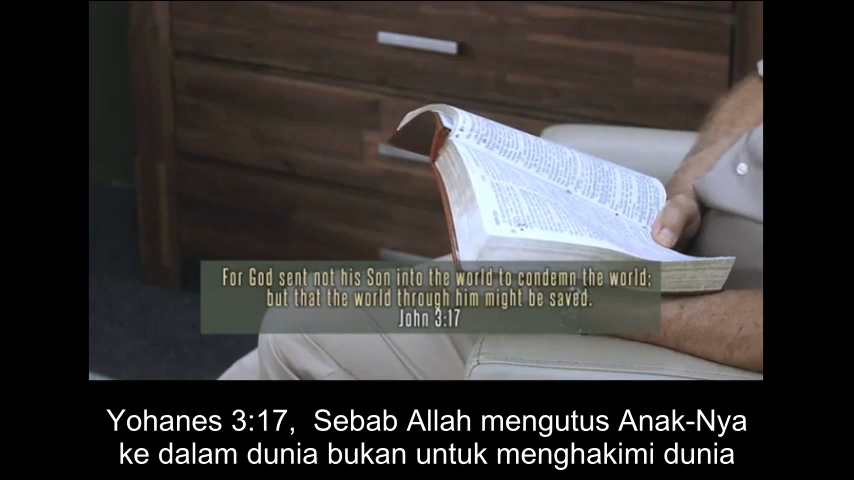 For God sent not his Son into the world to condemn the world;
but that the world through him might be saved.
John 3:17
Yohanes 3:17,  Sebab Allah mengutus Anak-Nya
ke dalam dunia bukan untuk menghakimi dunia